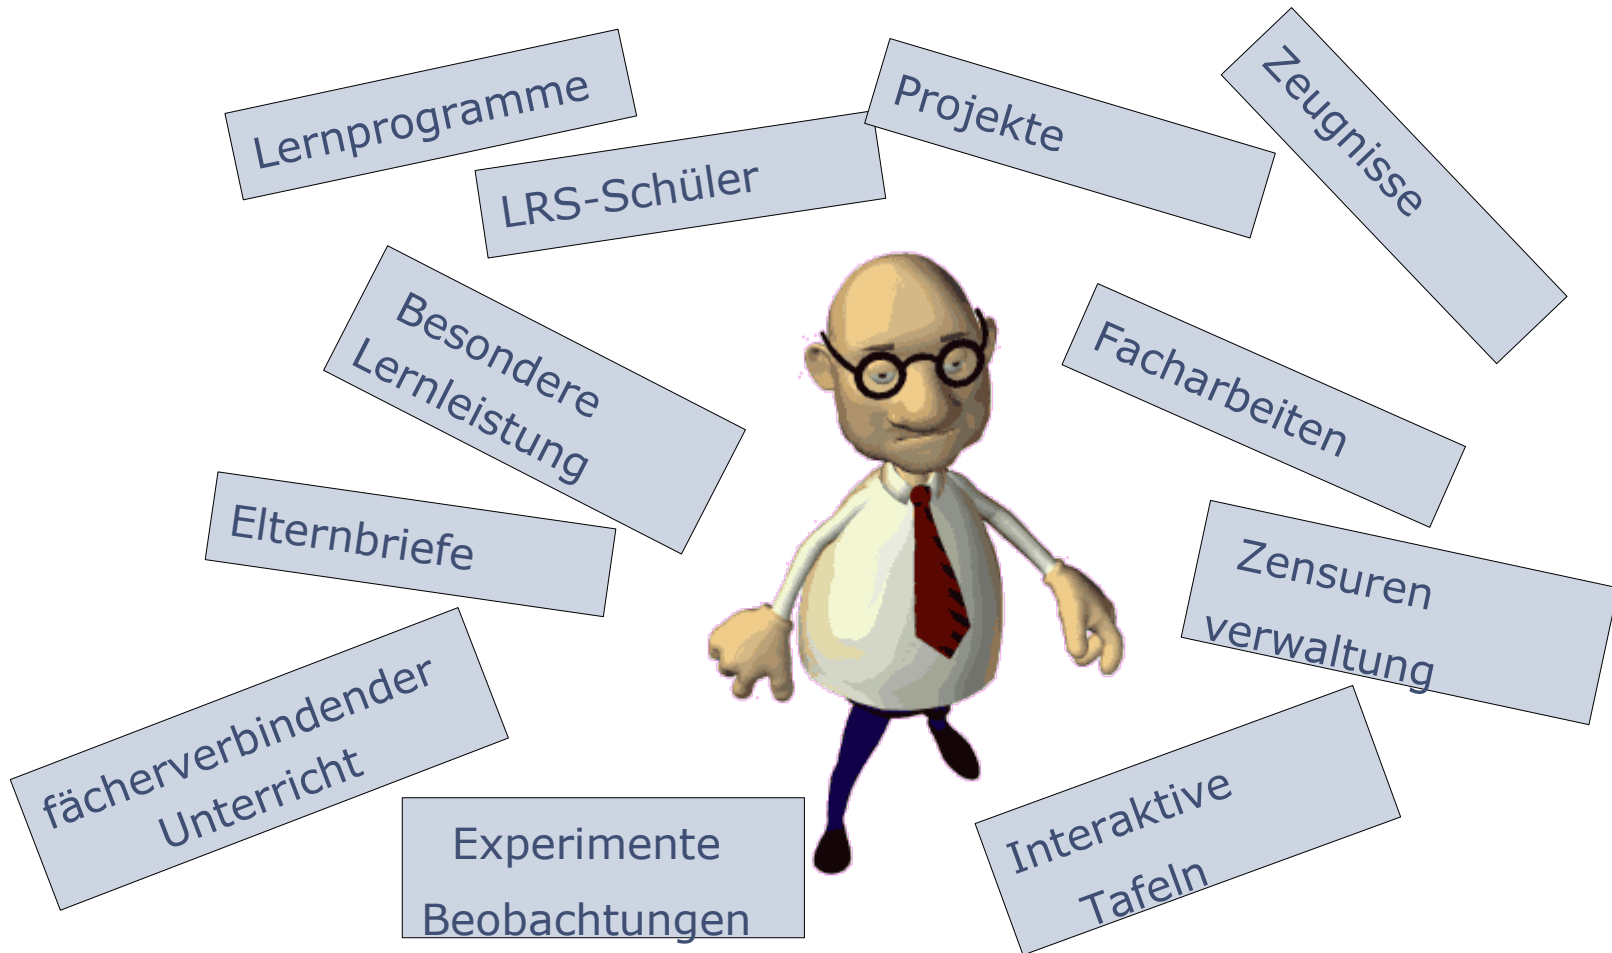 Lernprogramme
LRS-Schüler
Projekte
Zeugnisse
Besondere
Lernleistung
Facharbeiten
Elternbriefe
Zensuren
verwaltung
fächerverbindender
Unterricht
Experimente
Beobachtungen
Interaktive
Tafeln